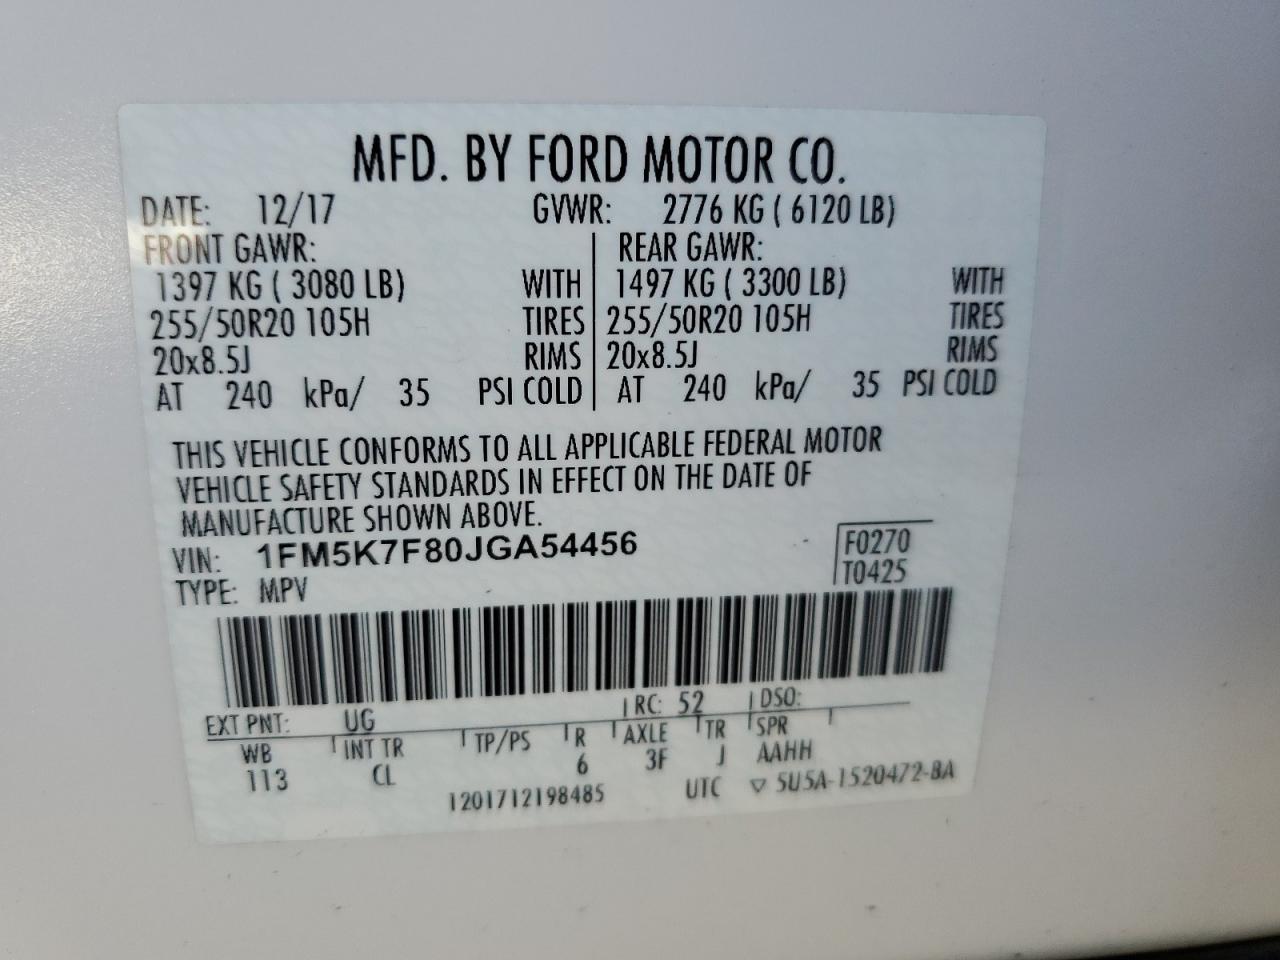 MFD. BY FORD MOTOR CO.
DATE: 12/17 GVWR: 2776 KG ( 6120 LB)
FRONT GAWR: REAR GAWR:
1397 KG ( 3080 LB) WITH 1497 KG ( 3300 LB) WITH
255/50R20 105H TIRES 255/50R20 105H TIRES
20x8.5J RIMS 20x8.5J RIMS
AT 240 kPa/ 35 PSI COLD AT 240 kPa/ 35 PSI COLD
THIS VEHICLE CONFORMS TO ALL APPLICABLE FEDERAL MOTOR
VEHICLE SAFETY STANDARDS IN EFFECT ON THE DATE OF
MANUFACTURE SHOWN ABOVE.
VIN: 1FM5K7F80JGA54456 F0270
TYPE: MPV T0425
EXT PNT: UG RC: 52 DSO:
WB INT TR TP/PS R AXLE TR SPR
113 CL 6 3F J AAHH
1201712198485 UTC ▽ 5U5A-1520472-BA